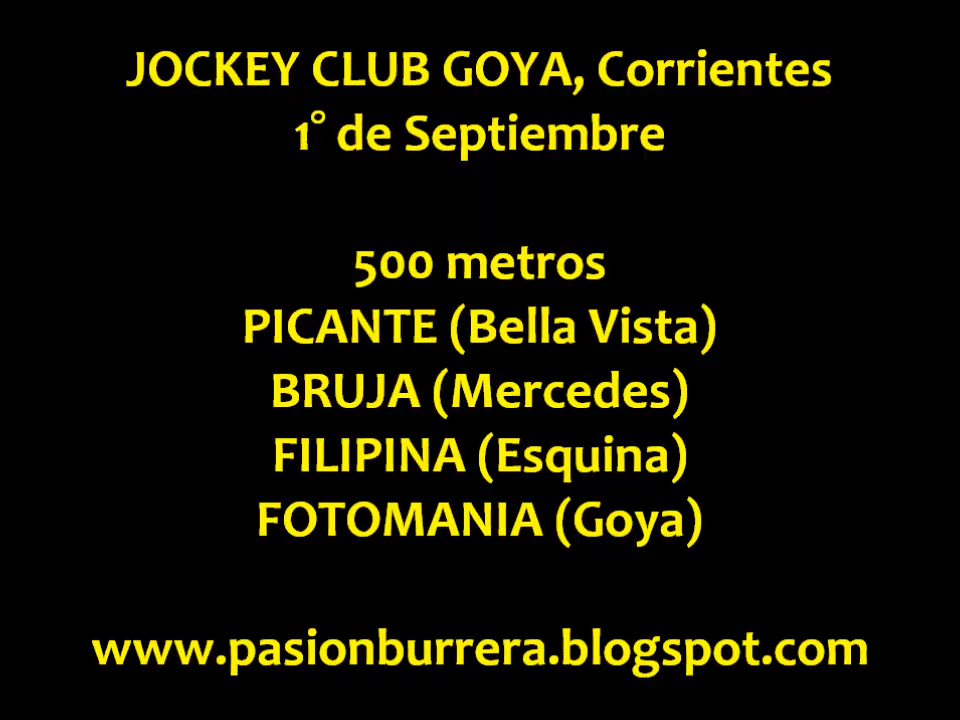 JOCKEY CLUB GOYA, Corrientes
1° de Septiembre
500 metros
PICANTE (Bella Vista)
BRUJA (Mercedes)
FILIPINA (Esquina)
FOTOMANIA (Goya)
www.pasionburrera.blogspot.com